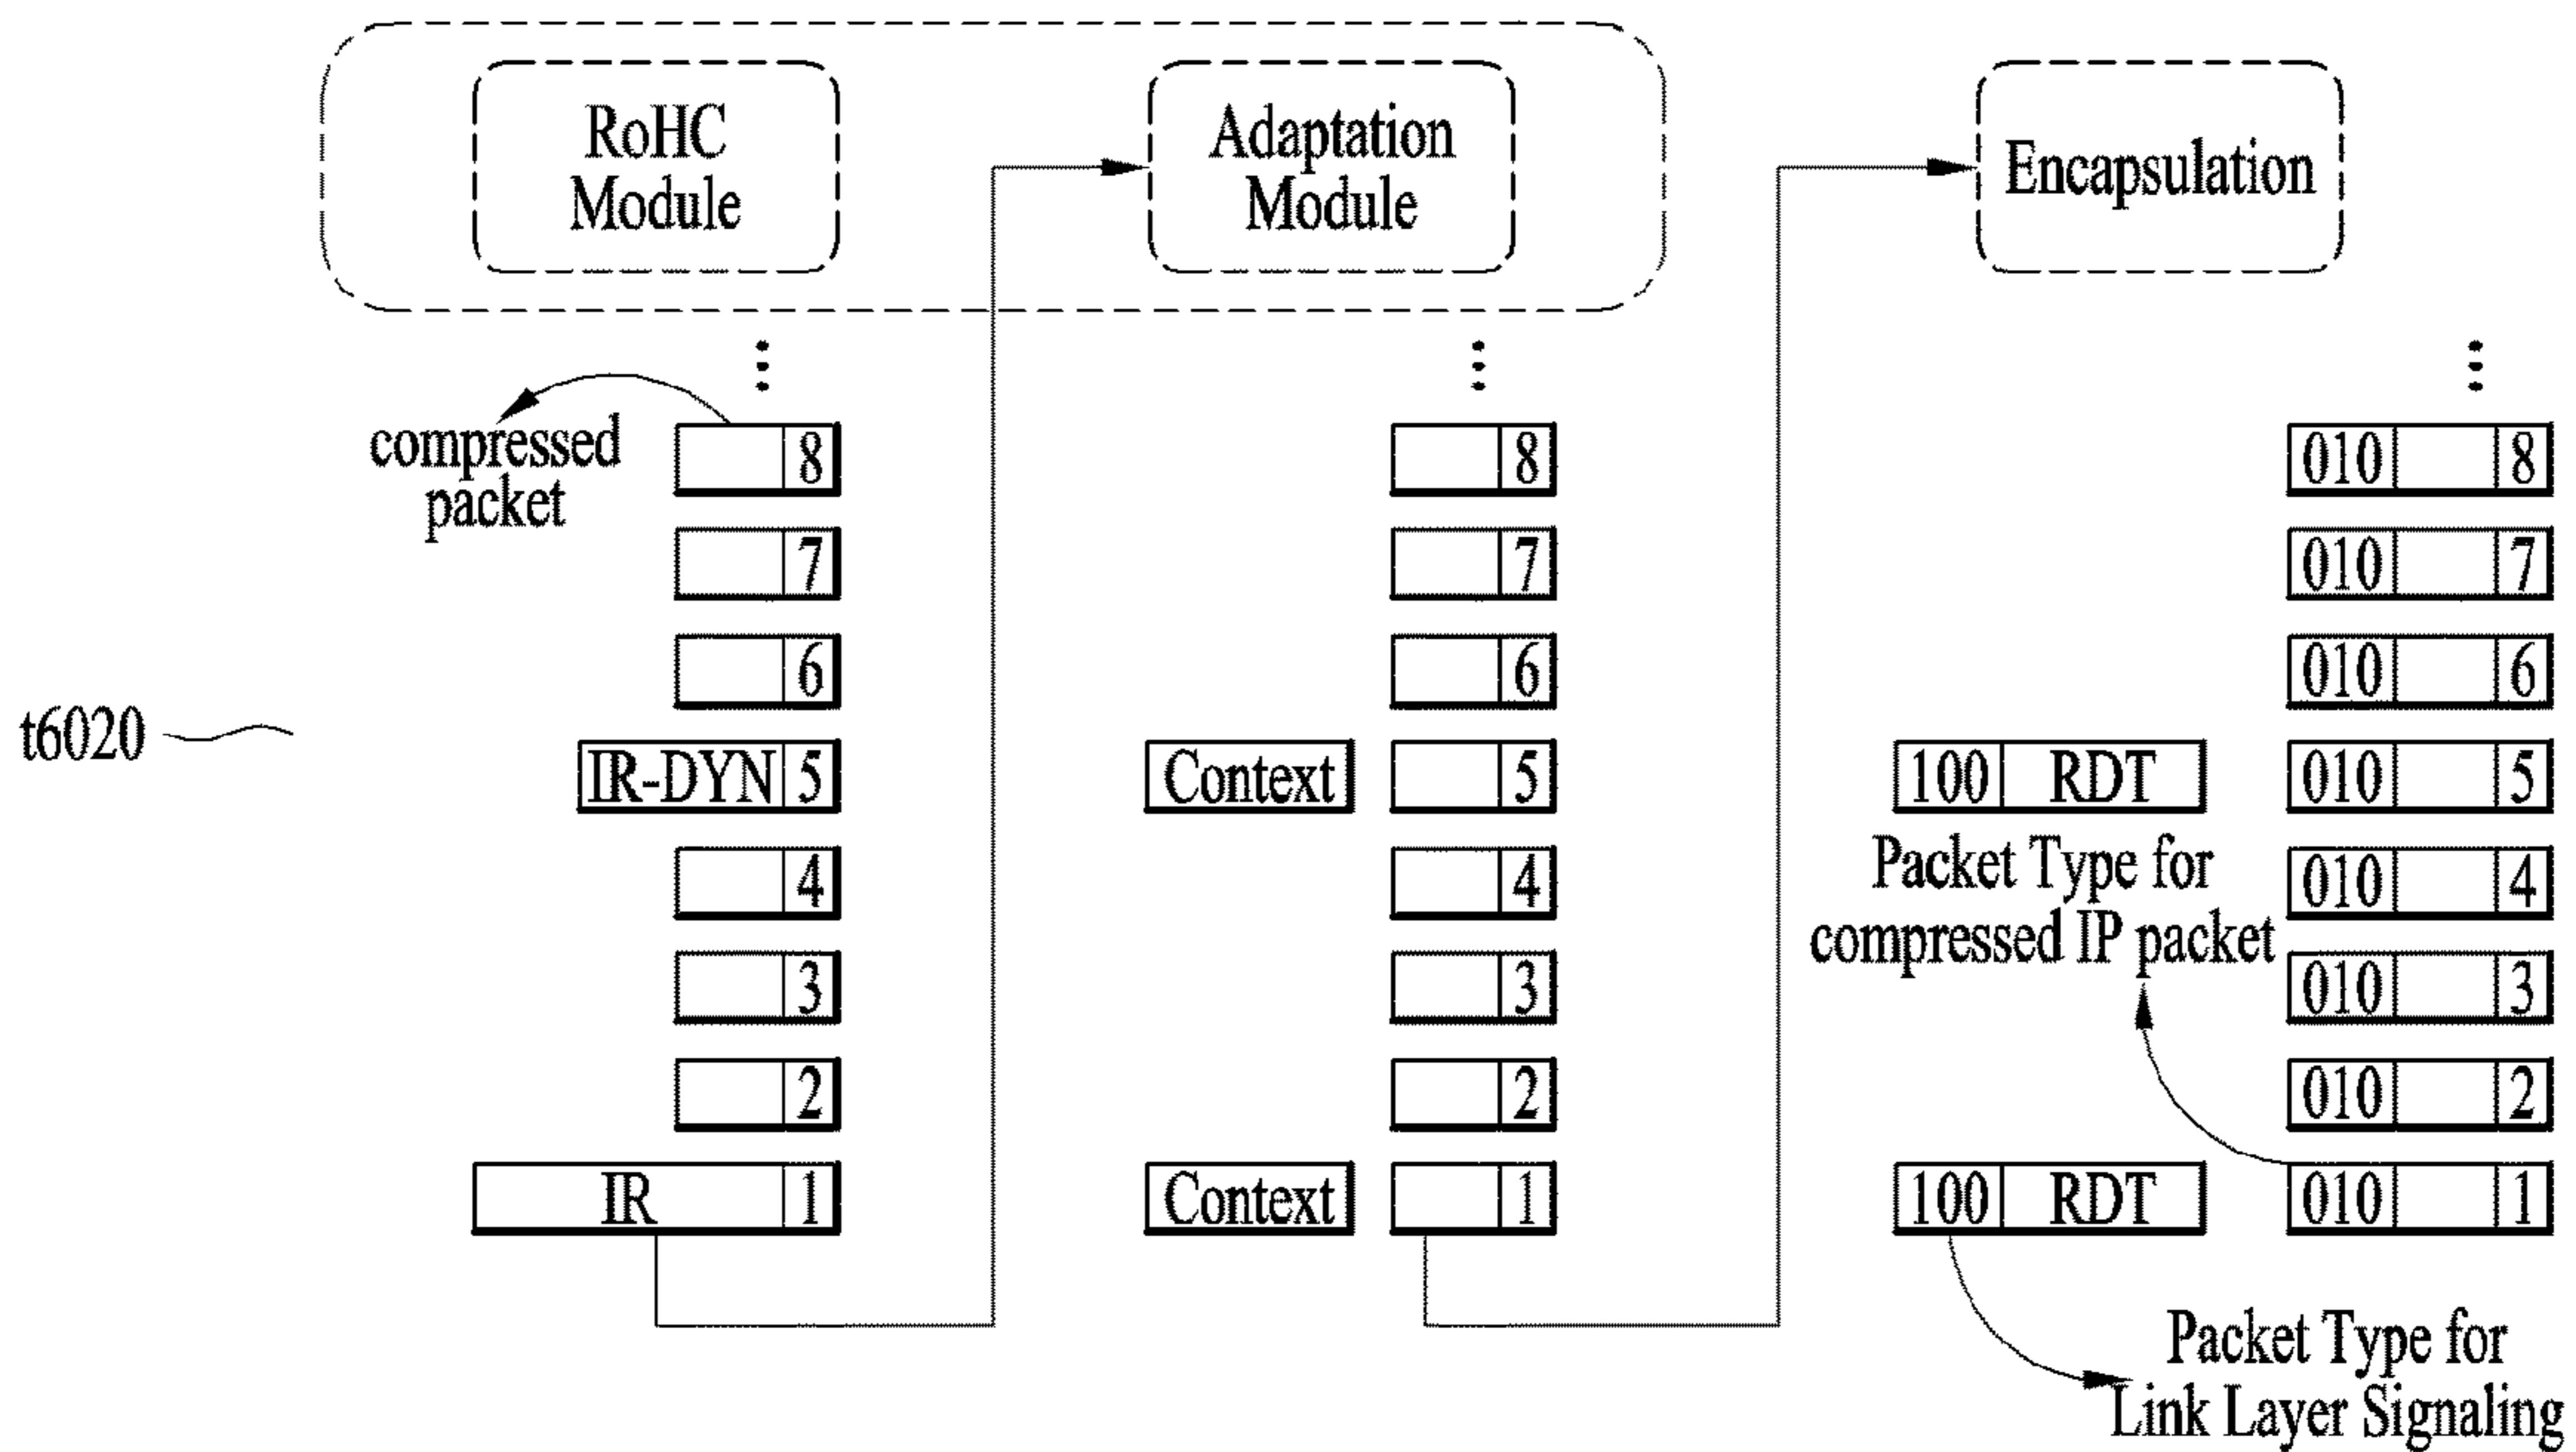 RoHC
Module
Adaptation
Module
Encapsulation
compressed
packet
8
8
010 8
7
7
010 7
6
6
010 6
t6020
IR-DYN 5
Context 5
100 RDT 010 5
4
4
Packet Type for
compressed IP packet
010 4
3
3
010 3
2
2
010 2
IR 1
Context 1
100 RDT 010 1
Packet Type for
Link Layer Signaling